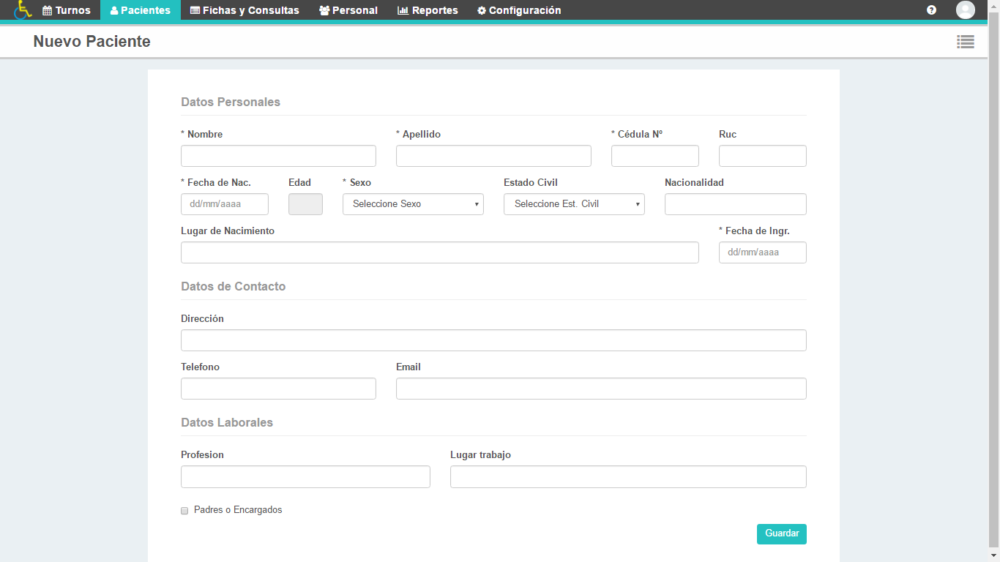 Turnos Pacientes Fichas y Consultas Personal Reportes Configuración
Nuevo Paciente
Datos Personales
* Nombre * Apellido * Cédula Nº Ruc
* Fecha de Nac. Edad * Sexo Estado Civil Nacionalidad
dd/mm/aaaa Seleccione Sexo Seleccione Est. Civil
Lugar de Nacimiento * Fecha de Ingr.
dd/mm/aaaa
Datos de Contacto
Dirección
Telefono Email
Datos Laborales
Profesion Lugar trabajo
Padres o Encargados
Guardar